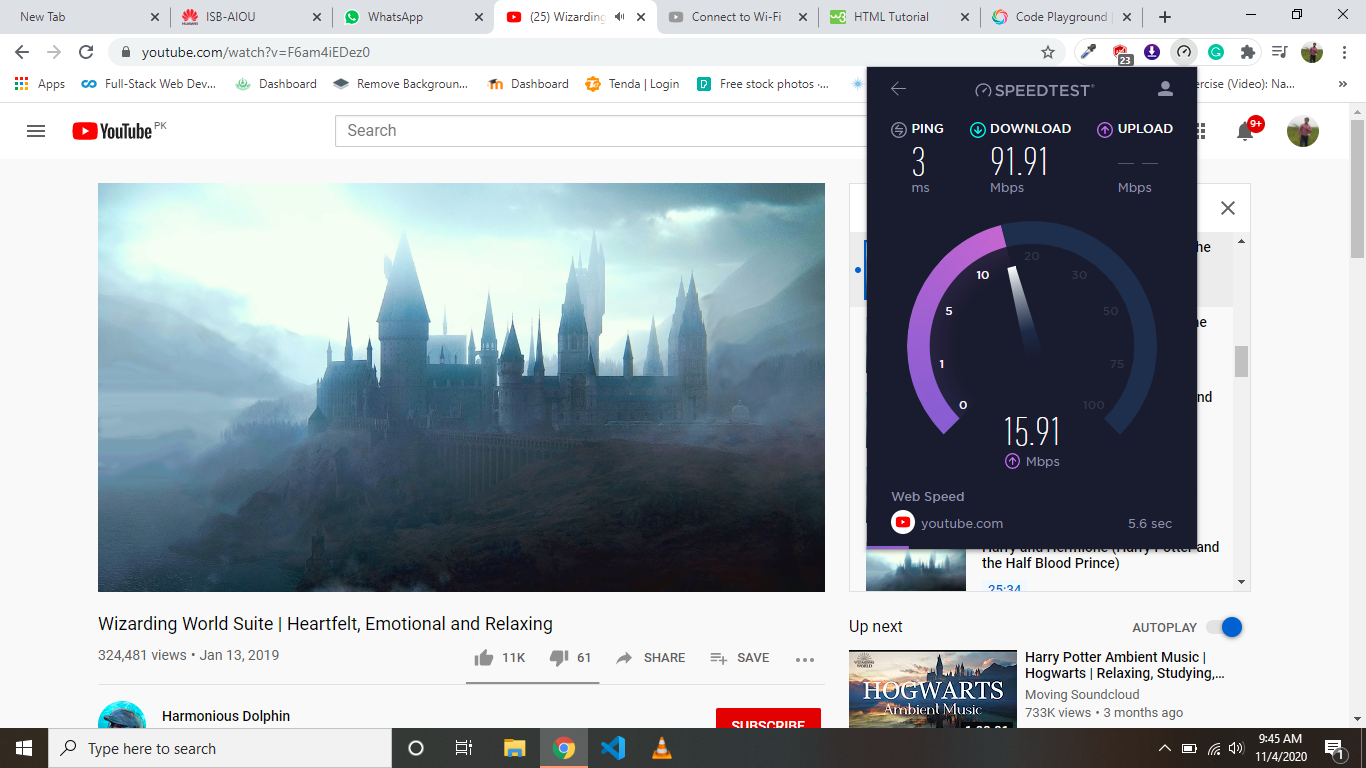 New Tab
ISB-AIOU
WhatsApp
(25) Wizarding
Connect to Wi-Fi
HTML Tutorial
Code Playground
youtube.com/watch?v=F6am4iEDez0
23
Apps
Full-Stack Web Dev...
Dashboard
Remove Backgroun...
Dashboard
Tenda | Login
Free stock photos ·...
ercise (Video): Na...
YouTube PK
Search
9+
SPEEDTEST
PING
DOWNLOAD
UPLOAD
3
91.91
— —
ms
Mbps
Mbps
0
1
5
10
20
30
50
75
100
15.91
Mbps
Web Speed
youtube.com
5.6 sec
he
ne
and
Harry and Hermione (Harry Potter and
the Half Blood Prince)
25:34
Wizarding World Suite | Heartfelt, Emotional and Relaxing
324,481 views • Jan 13, 2019
11K
61
SHARE
SAVE
Harmonious Dolphin
SUBSCRIBE
Up next
AUTOPLAY
HOGWARTS
Ambient Music
Harry Potter Ambient Music |
Hogwarts | Relaxing, Studying,...
Moving Soundcloud
733K views • 3 months ago
Type here to search
9:45 AM
11/4/2020
1